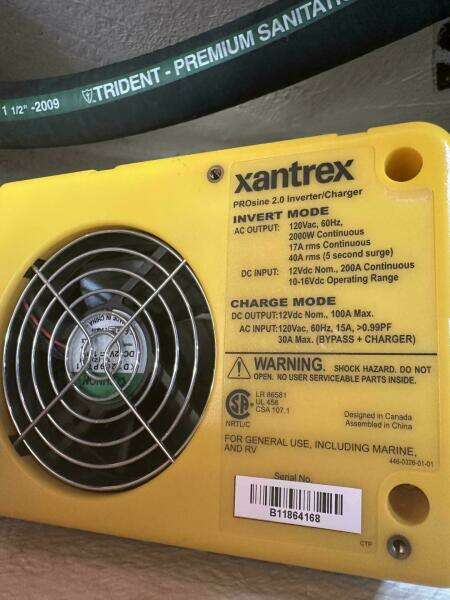 1 1/2" -2009 TRIDENT - PREMIUM SANITATIO
xantrex
PROsine 2.0 Inverter/Charger
INVERT MODE
AC OUTPUT: 120Vac, 60Hz,
2000W Continuous
17A rms Continuous
40A rms (5 second surge)
DC INPUT: 12Vdc Nom., 200A Continuous
10-16Vdc Operating Range
CHARGE MODE
DC OUTPUT:12Vdc Nom., 100A Max.
AC INPUT:120Vac, 60Hz, 15A, >0.99PF
30A Max. (BYPASS + CHARGER)
WARNING. SHOCK HAZARD. DO NOT
OPEN. NO USER SERVICEABLE PARTS INSIDE.
LR 86581
UL 458
CSA 107.1
NRTL/C
Designed in Canada
Assembled in China
FOR GENERAL USE, INCLUDING MARINE,
AND RV
446-0326-01-01
Serial No.
B11864168
CTP